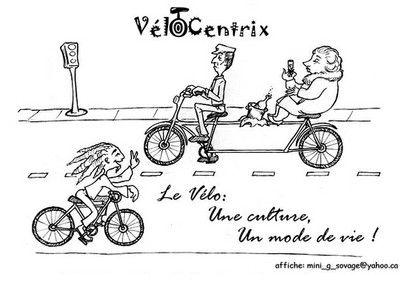 VéloCentrix
Le Vélo:
Une culture,
Un mode de vie !
affiche: mini_g_sovage@yahoo.ca